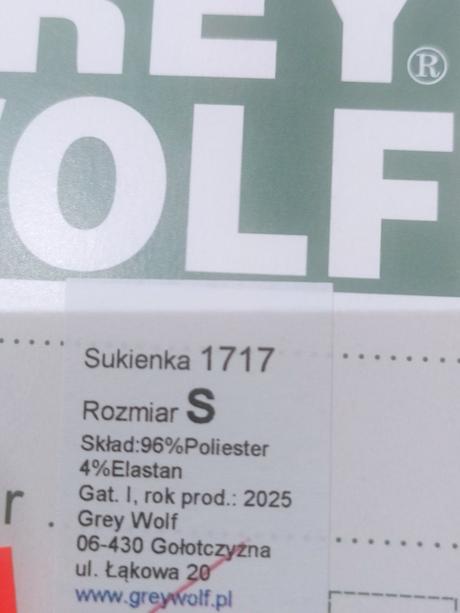 REY®
WOLF
Sukienka 1717
Rozmiar S
Skład:96%Poliester
4%Elastan
Gat. I, rok prod.: 2025
r
Grey Wolf
06-430 Gołotczyzna
ul. Łąkowa 20
www.greywolf.pl